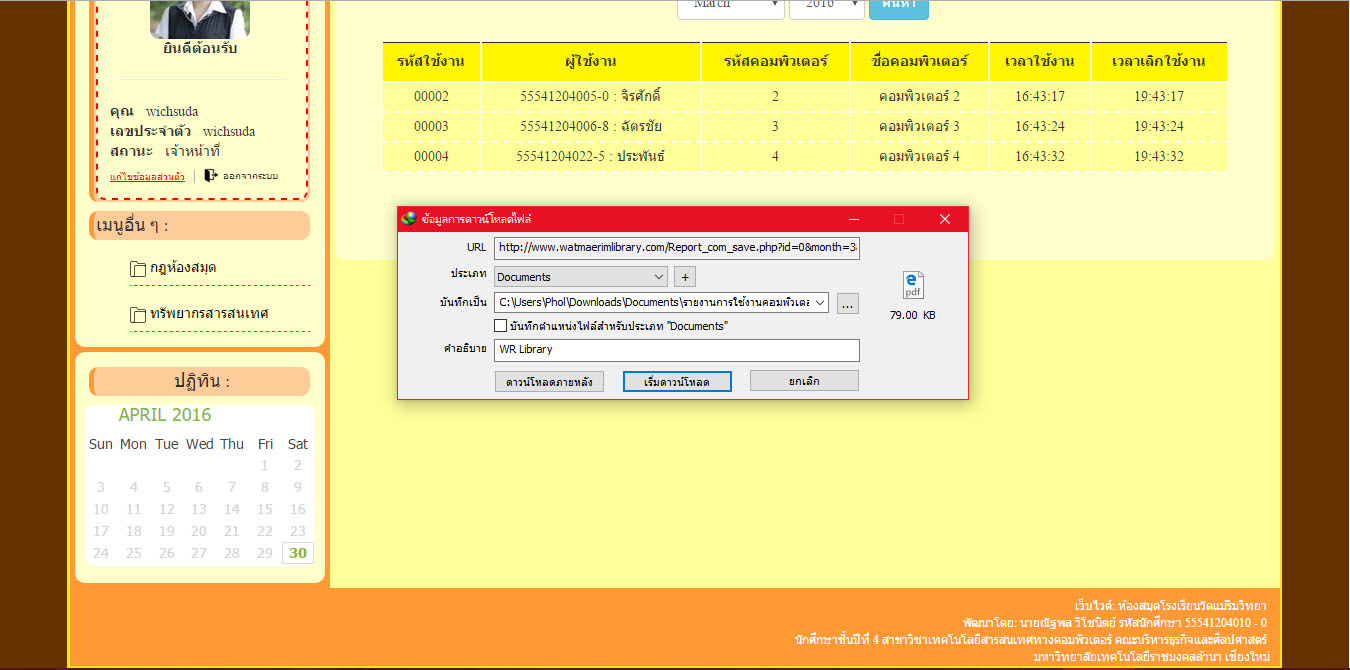 March 2016 ค้นหา
ยินดีต้อนรับ
คุณ wichsuda
เลขประจำตัว wichsuda
สถานะ เจ้าหน้าที่
แก้ไขข้อมูลส่วนตัว | ออกจากระบบ
เมนูอื่น ๆ :
กฎห้องสมุด
ทรัพยากรสารสนเทศ
ปฏิทิน :
APRIL 2016
Sun Mon Tue Wed Thu Fri Sat
1 2
3 4 5 6 7 8 9
10 11 12 13 14 15 16
17 18 19 20 21 22 23
24 25 26 27 28 29 30
รหัสใช้งาน ผู้ใช้งาน รหัสคอมพิวเตอร์ ชื่อคอมพิวเตอร์ เวลาใช้งาน เวลาเลิกใช้งาน
00002 55541204005-0 : จิรศักดิ์ 2 คอมพิวเตอร์ 2 16:43:17 19:43:17
00003 55541204006-8 : ฉัตรชัย 3 คอมพิวเตอร์ 3 16:43:24 19:43:24
00004 55541204022-5 : ประพันธ์ 4 คอมพิวเตอร์ 4 16:43:32 19:43:32
ข้อมูลการดาวน์โหลดไฟล์
URL http://www.watmaerimlibrary.com/Report_com_save.php?id=0&month=3
ประเภท Documents +
บันทึกเป็น C:\Users\Phol\Downloads\Documents\รายงานการใช้งานคอมพิวเตอ ...
pdf
79.00 KB
บันทึกตำแหน่งไฟล์สำหรับประเภท "Documents"
คำอธิบาย WR Library
ดาวน์โหลดภายหลัง เริ่มดาวน์โหลด ยกเลิก
เว็บไวต์: ห้องสมุดโรงเรียนวัดแม่ริมวิทยา
พัฒนาโดย: นายณัฐพล วิโชนิตย์ รหัสนักศึกษา 55541204010 - 0
นักศึกษาชั้นปีที่ 4 สาขาวิชาเทคโนโลยีสารสนเทศทางคอมพิวเตอร์ คณะบริหารธุรกิจและศิลปศาสตร์
มหาวิทยาลัยเทคโนโลยีราชมงคลล้านา เชียงใหม่